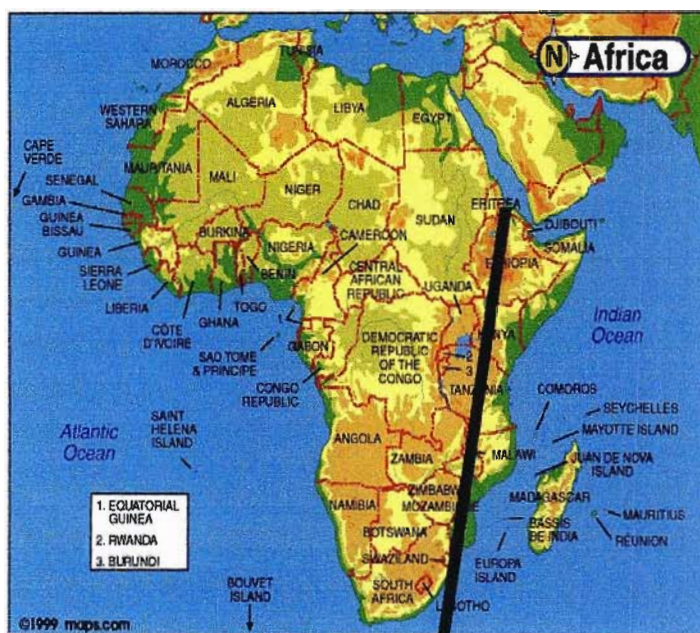 N Africa
TUNISIA
MOROCCO
ALGERIA
LIBYA
EGYPT
WESTERN
SAHARA
CAPE
VERDE
MAURITANIA
MALI
NIGER
CHAD
SUDAN
ERITREA
SENEGAL
GAMBIA
GUINEA
BISSAU
GUINEA
SIERRA
LEONE
LIBERIA
CÔTE
D'IVOIRE
GHANA
TOGO
BENIN
BURKINA
NIGERIA
CAMEROON
CENTRAL
AFRICAN
REPUBLIC
DJIBOUTI
SOMALIA
ETHIOPIA
UGANDA
KENYA
Indian
Ocean
SAO TOME
& PRINCIPE
GABON
CONGO
REPUBLIC
DEMOCRATIC
REPUBLIC
OF THE
CONGO
1
2
3
TANZANIA
COMOROS
SEYCHELLES
MAYOTTE ISLAND
JUAN DE NOVA
ISLAND
SAINT
HELENA
ISLAND
Atlantic
Ocean
ANGOLA
ZAMBIA
MALAWI
MADAGASCAR
MAURITIUS
RÉUNION
BASSIS
DE INDIA
EUROPA
ISLAND
ZIMBABW
MOZAMBIQUE
NAMIBIA
BOTSWANA
SWAZILAND
SOUTH
AFRICA
LESOTHO
BOUVET
ISLAND
1. EQUATORIAL
GUINEA
2. RWANDA
3. BURUNDI
©1999 maps.com